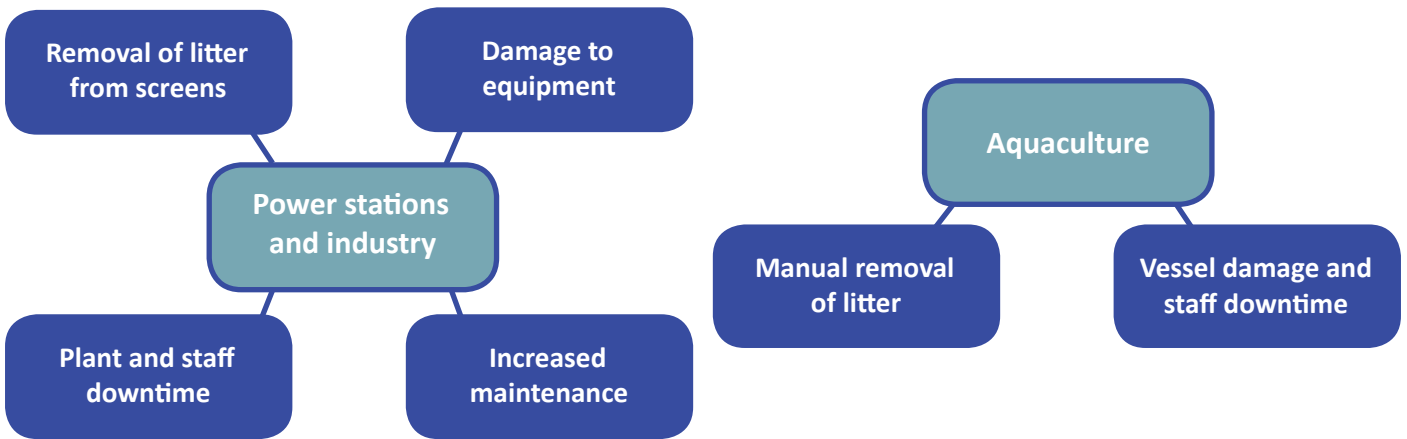 Removal of litter
from screens
Damage to
equipment
Power stations
and industry
Plant and staff
downtime
Increased
maintenance
Aquaculture
Manual removal
of litter
Vessel damage and
staff downtime